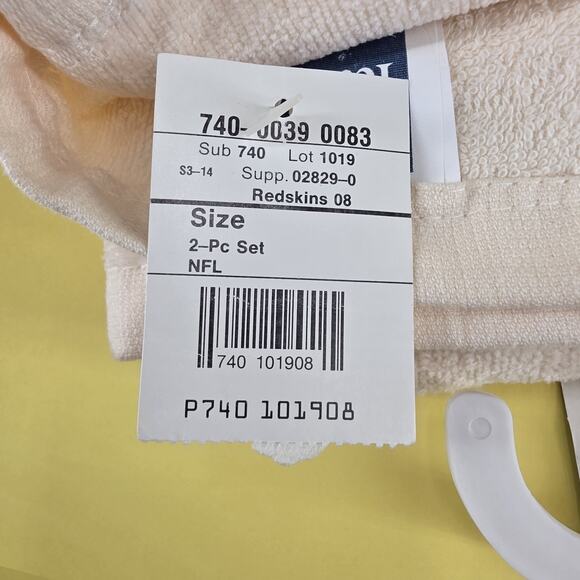 740-0039 0083
Sub 740 Lot 1019
S3–14 Supp. 02829–0
Redskins 08
Size
2–Pc Set
NFL
740 101908
P740 101908